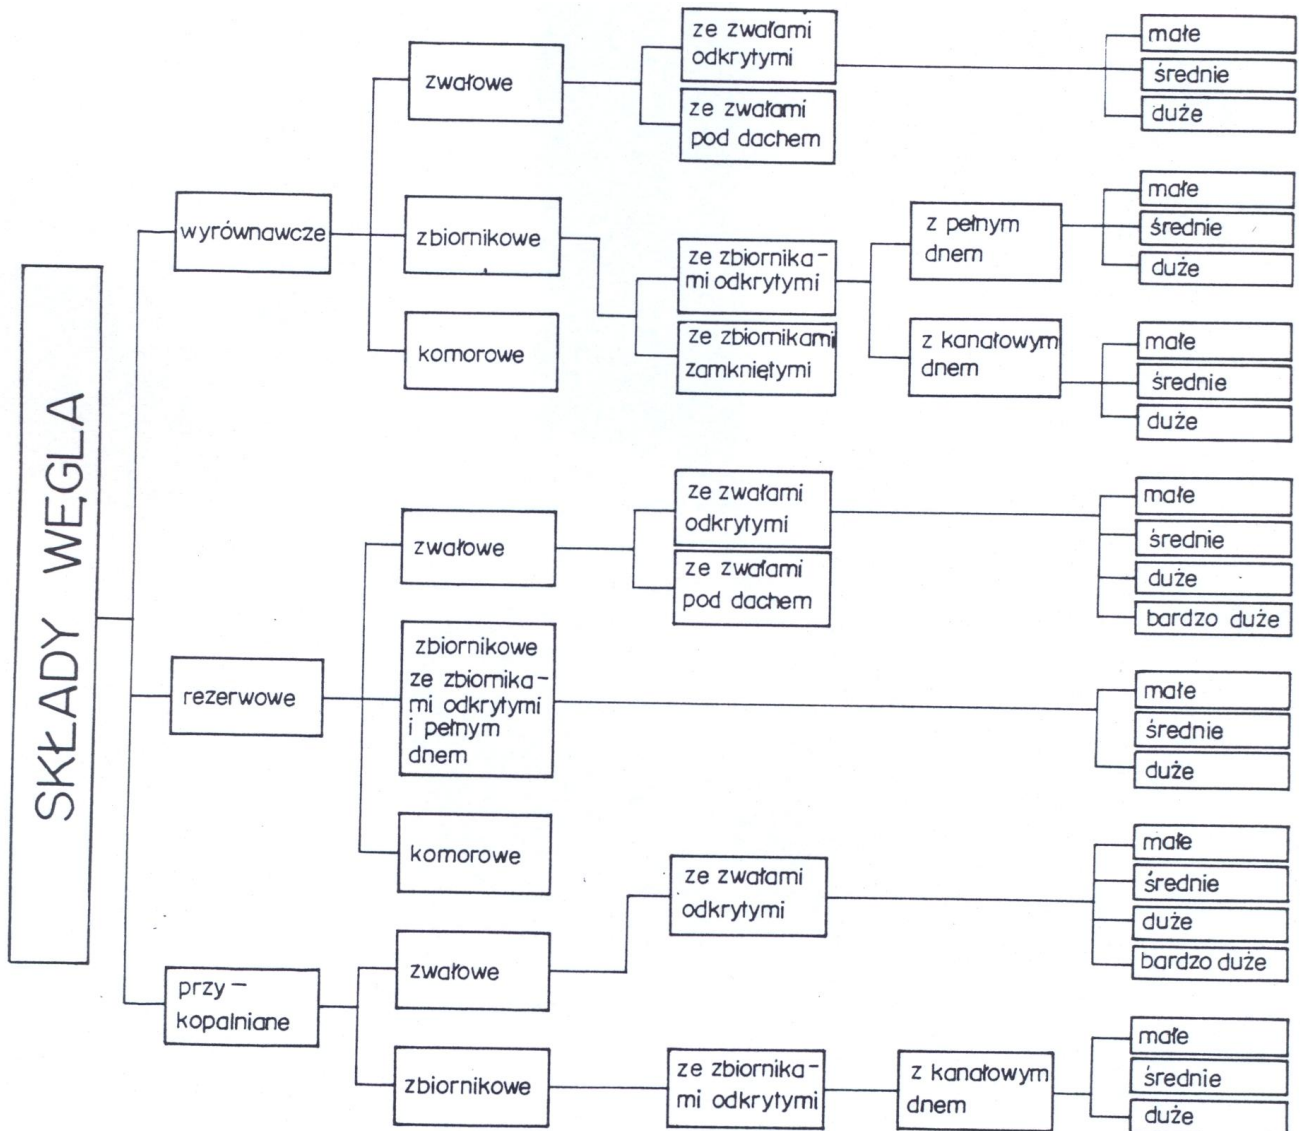 SKŁADY WĘGLA
wyrównawcze
zwałowe
ze zwałami
odkrytymi
małe
średnie
duże
ze zwałami
pod dachem
zbiornikowe
ze zbiornika-
mi odkrytymi
z pełnym
dnem
małe
średnie
duże
z kanałowym
dnem
małe
średnie
duże
ze zbiornikami
zamkniętymi
komorowe
rezerwowe
zwałowe
ze zwałami
odkrytymi
małe
średnie
duże
bardzo duże
ze zwałami
pod dachem
zbiornikowe
ze zbiornika-
mi odkrytymi
i pełnym
dnem
małe
średnie
duże
komorowe
przy-
kopalniane
zwałowe
ze zwałami
odkrytymi
małe
średnie
duże
bardzo duże
zbiornikowe
ze zbiornika-
mi odkrytymi
z kanałowym
dnem
małe
średnie
duże